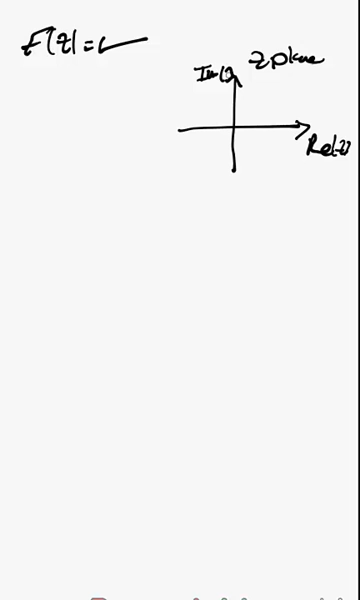 f(z) = w
z plane
Im(z)
Re(z)